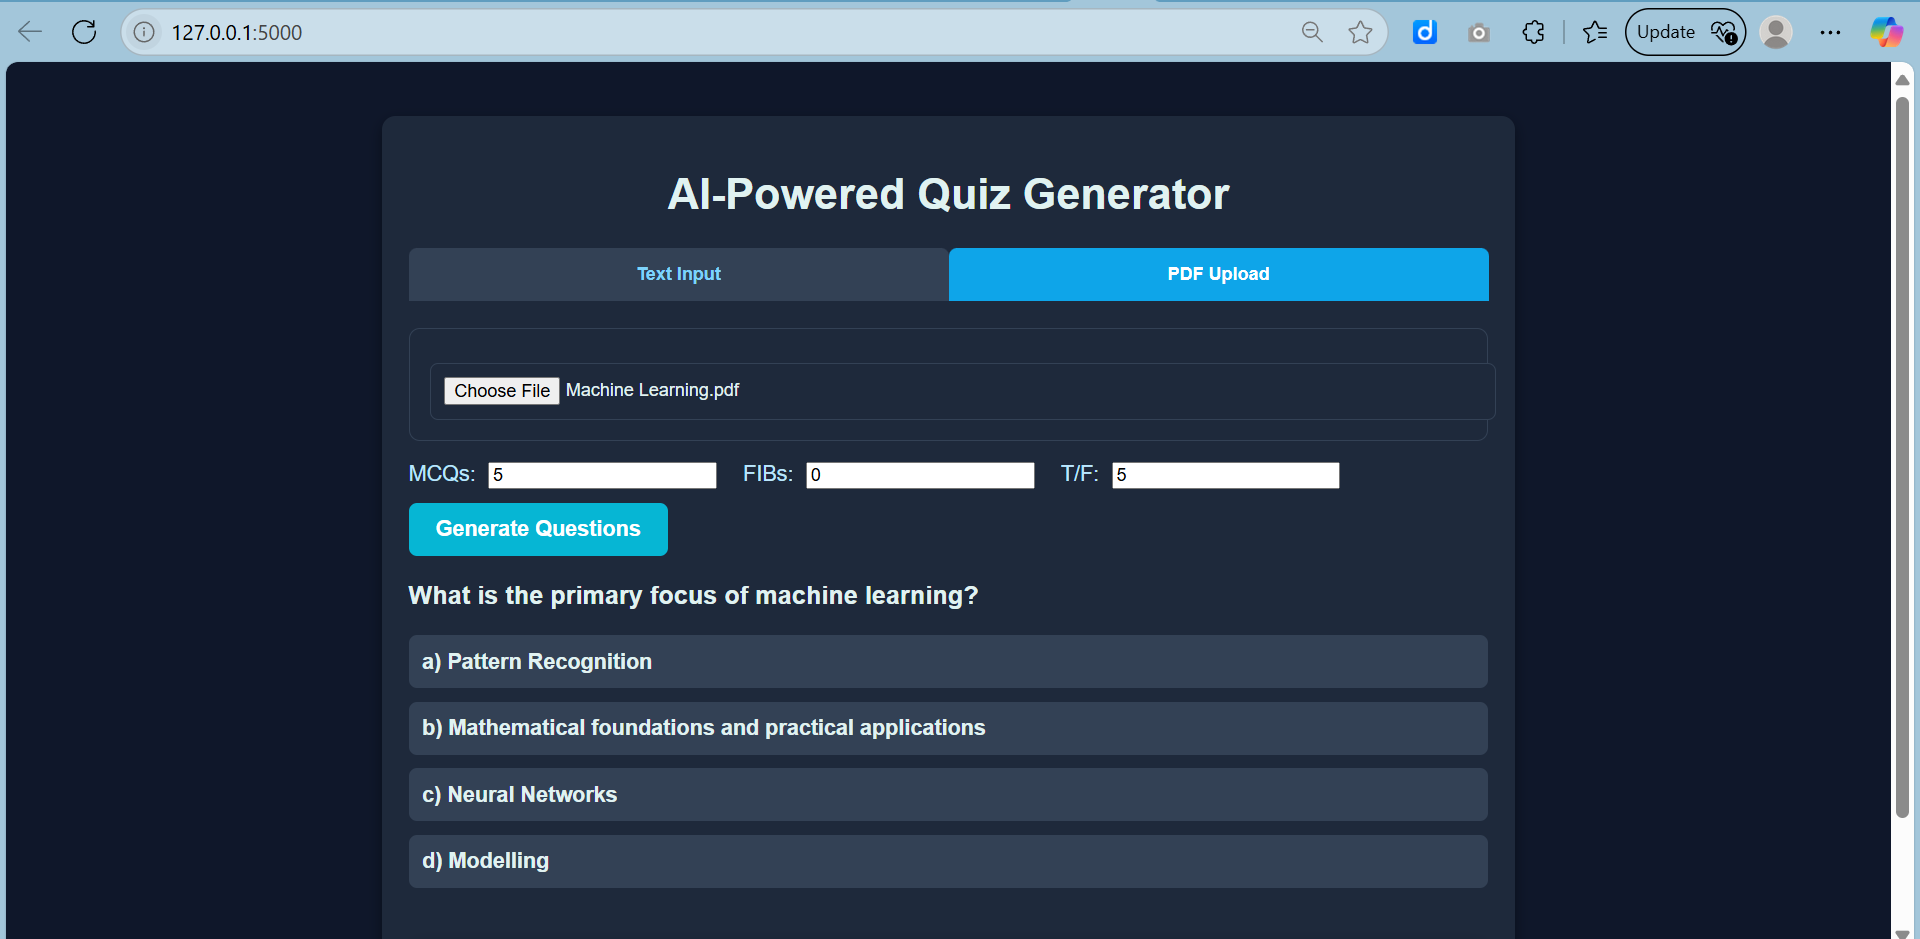 127.0.0.1:5000
Update
AI-Powered Quiz Generator
Text Input
PDF Upload
Choose File Machine Learning.pdf
MCQs: 5 FIBs: 0 T/F: 5
Generate Questions
What is the primary focus of machine learning?
a) Pattern Recognition
b) Mathematical foundations and practical applications
c) Neural Networks
d) Modelling